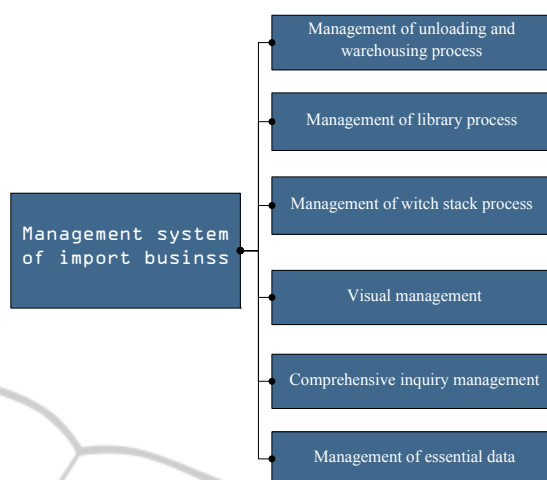 Management of unloading and
warehousing process
Management of library process
Management of witch stack process
Management system
of import businss
Visual management
Comprehensive inquiry management
Management of essential data